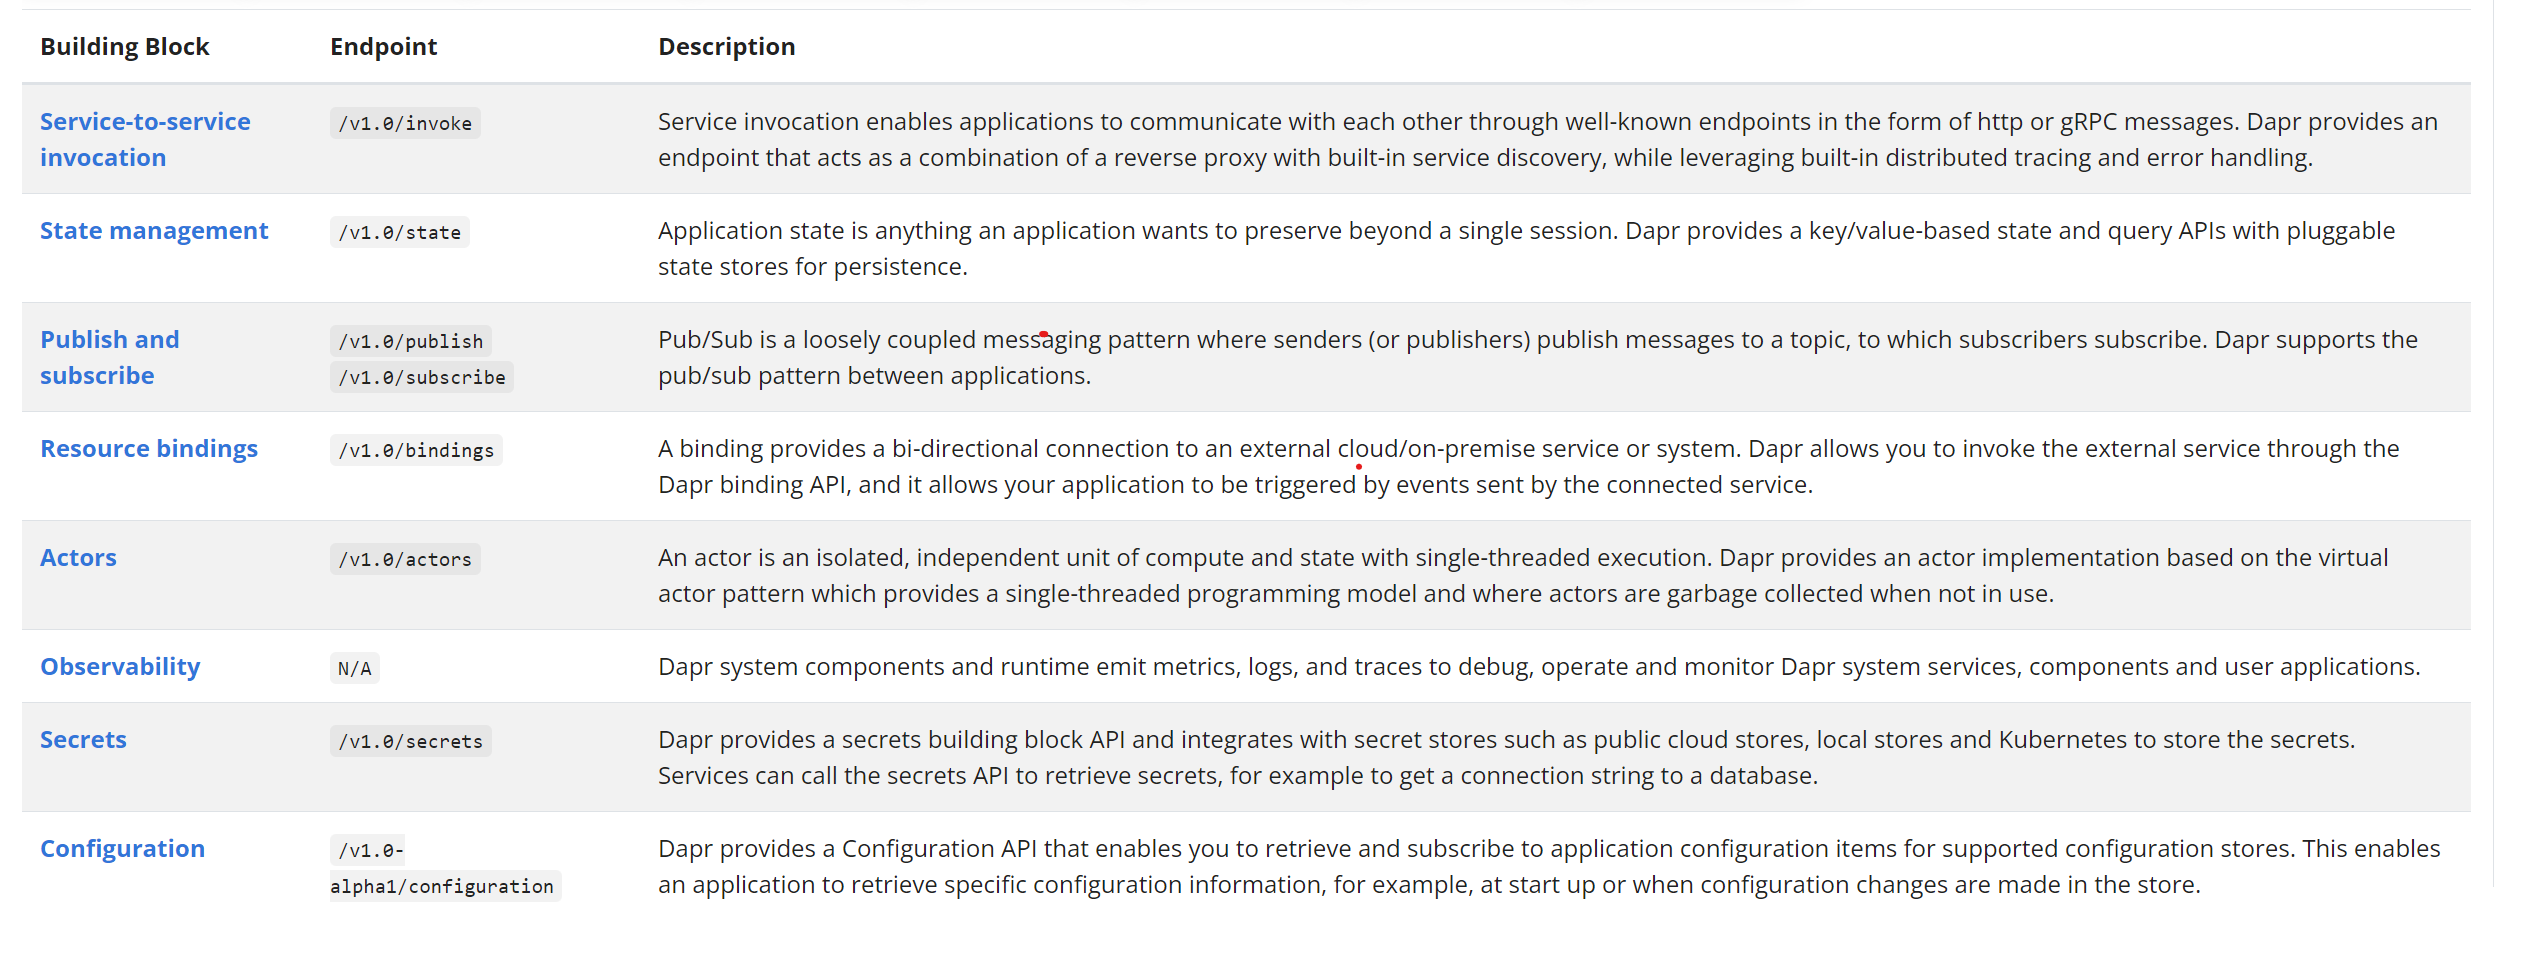 Building Block Endpoint Description
Service-to-service /v1.0/invoke Service invocation enables applications to communicate with each other through well-known endpoints in the form of http or gRPC messages. Dapr provides an
invocation endpoint that acts as a combination of a reverse proxy with built-in service discovery, while leveraging built-in distributed tracing and error handling.
State management /v1.0/state Application state is anything an application wants to preserve beyond a single session. Dapr provides a key/value-based state and query APIs with pluggable
state stores for persistence.
Publish and /v1.0/publish Pub/Sub is a loosely coupled messaging pattern where senders (or publishers) publish messages to a topic, to which subscribers subscribe. Dapr supports the
subscribe /v1.0/subscribe pub/sub pattern between applications.
Resource bindings /v1.0/bindings A binding provides a bi-directional connection to an external cloud/on-premise service or system. Dapr allows you to invoke the external service through the
Dapr binding API, and it allows your application to be triggered by events sent by the connected service.
Actors /v1.0/actors An actor is an isolated, independent unit of compute and state with single-threaded execution. Dapr provides an actor implementation based on the virtual
actor pattern which provides a single-threaded programming model and where actors are garbage collected when not in use.
Observability N/A Dapr system components and runtime emit metrics, logs, and traces to debug, operate and monitor Dapr system services, components and user applications.
Secrets /v1.0/secrets Dapr provides a secrets building block API and integrates with secret stores such as public cloud stores, local stores and Kubernetes to store the secrets.
Services can call the secrets API to retrieve secrets, for example to get a connection string to a database.
Configuration /v1.0- Dapr provides a Configuration API that enables you to retrieve and subscribe to application configuration items for supported configuration stores. This enables
alpha1/configuration an application to retrieve specific configuration information, for example, at start up or when configuration changes are made in the store.